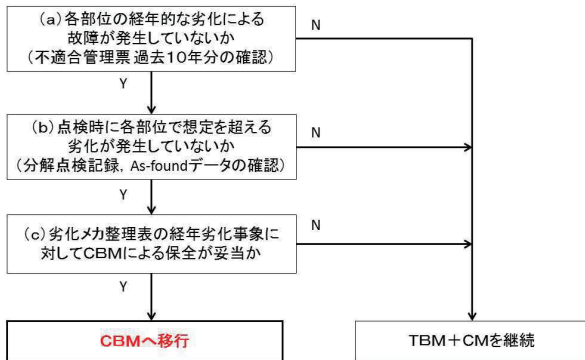 (a)各部位の経年的な劣化による
故障が発生していないか
(不適合管理票 過去10年分の確認)
N
Y
(b)点検時に各部位で想定を超える
劣化が発生していないか
(分解点検記録，As-foundデータの確認)
N
Y
(c)劣化メカ整理表の経年劣化事象に
対してCBMによる保全が妥当か
N
Y
CBMへ移行
TBM＋CMを継続